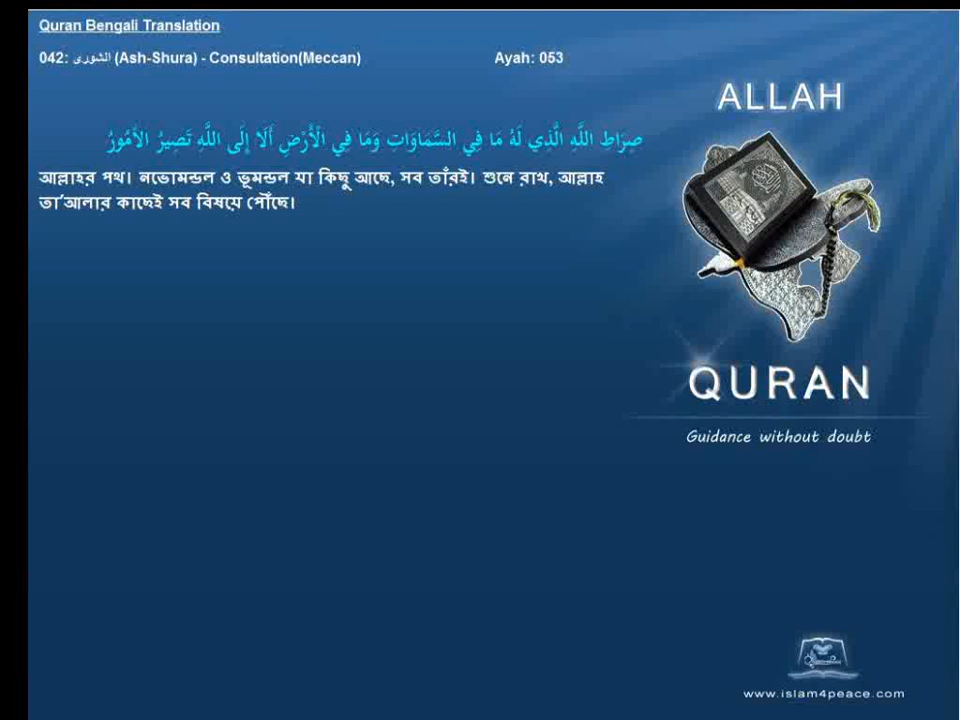 Quran Bengali Translation
042: الشورى (Ash-Shura) - Consultation(Meccan) Ayah: 053
صِرَاطِ اللَّهِ الَّذِي لَهُ مَا فِي السَّمَاوَاتِ وَمَا فِي الْأَرْضِ أَلَا إِلَى اللَّهِ تَصِيرُ الأُمُورُ
আল্লাহর পথ। নভোমন্ডল ও ভূমন্ডল যা কিছু আছে, সব তাঁরই। শুনে রাখ, আল্লাহ
তা'আলার কাছেই সব বিষয়ে পৌঁছে।
ALLAH
QURAN
Guidance without doubt
www.islam4peace.com